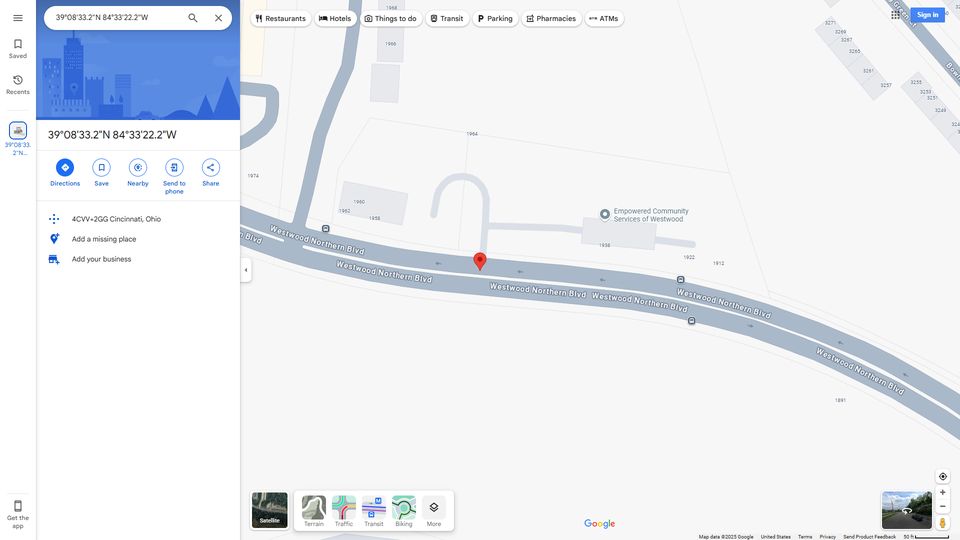 39°08'33.2"N 84°33'22.2"W
Restaurants
Hotels
Things to do
Transit
Parking
Pharmacies
ATMs
Sign in
Saved
Recents
39°08'33.
2"N...
39°08'33.2"N 84°33'22.2"W
Directions
Save
Nearby
Send to
phone
Share
4CVV+2GG Cincinnati, Ohio
Add a missing place
Add your business
Get the
app
1968
1966
1964
1974
1960
1962
1958
3271
3267
3265
3261
3257
3255
3253
3251
3249
Empowered Community
Services of Westwood
1938
1922
1912
Westwood Northern Blvd
Westwood Northern Blvd
Westwood Northern Blvd
Westwood Northern Blvd
Westwood Northern Blvd
Westwood Northern Blvd
n Blvd
1891
Satellite
Terrain
Traffic
M
Transit
Biking
More
Google
Map data ©2025 Google
United States
Terms
Privacy
Send Product Feedback
50 ft